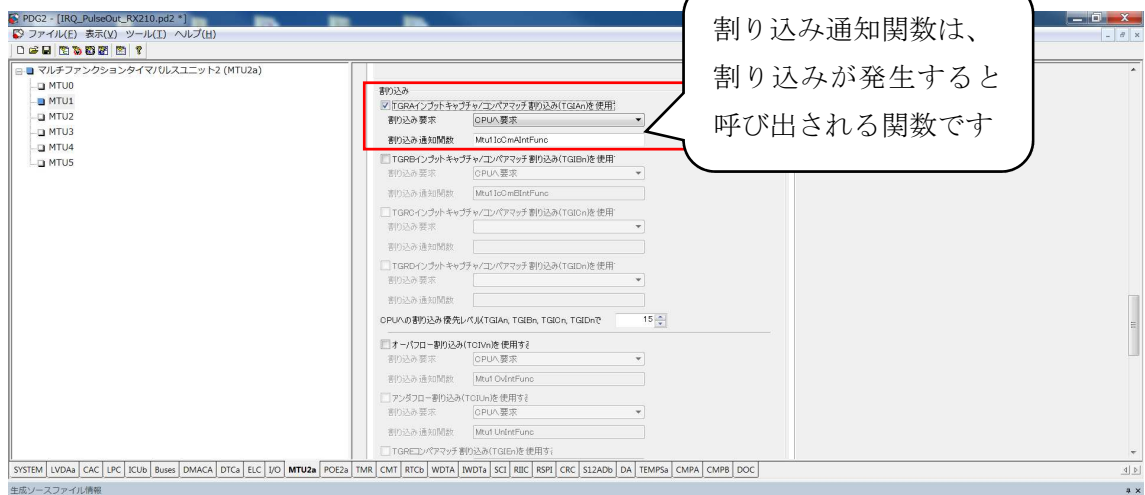 PDG2 - [IRQ_PulseOut_RX210.pd2 *]
ファイル(F) 表示(V) ツール(T) ヘルプ(H)
割り込み通知関数は、
割り込みが発生すると
呼び出される関数です
マルチファンクションタイマパルスユニット2 (MTU2a)
MTU0
MTU1
MTU2
MTU3
MTU4
MTU5
割り込み
TGRAインプットキャプチャ/コンペアマッチ割り込み(TGIAn)を使用
割り込み要求 CPUへ要求
割り込み通知関数 Mtu1IcCmAIntFunc
TGRBインプットキャプチャ/コンペアマッチ割り込み(TGIBn)を使用
割り込み要求 CPUへ要求
割り込み通知関数 Mtu1IcCmBIntFunc
TGRCインプットキャプチャ/コンペアマッチ割り込み(TGICn)を使用
割り込み要求
割り込み通知関数
TGRDインプットキャプチャ/コンペアマッチ割り込み(TGIDn)を使用
割り込み要求
割り込み通知関数
CPUへの割り込み優先レベル(TGIAn, TGIBn, TGICn, TGIDnで 15
オーバフロー割り込み(TCIVn)を使用する
割り込み要求 CPUへ要求
割り込み通知関数 Mtu1OvIntFunc
アンダフロー割り込み(TCIUn)を使用する
割り込み要求 CPUへ要求
割り込み通知関数 Mtu1UnIntFunc
TGREコンペアマッチ割り込み(TGIEn)を使用す
SYSTEM LVDAa CAC LPC ICUb Buses DMACA DTCa ELC I/O MTU2a POE2a TMR CMT RTCb WDTA IWDTa SCI RIIC RSPI CRC S12ADb DA TEMPSa CMPA CMPB DOC
生成ソースファイル情報